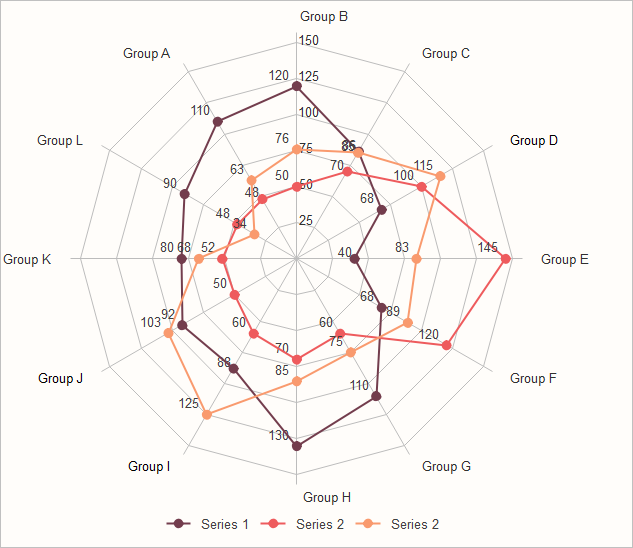 Group B
150
Group A
Group C
120
125
110
100
Group L
76
75
86
Group D
63
70
115
50
100
90
48
50
68
48
34
25
Group K
80
68
52
40
83
145
Group E
50
68
103
92
60
60
89
120
Group J
70
75
Group F
88
85
125
110
130
Group I
Group G
Group H
Series 1
Series 2
Series 2